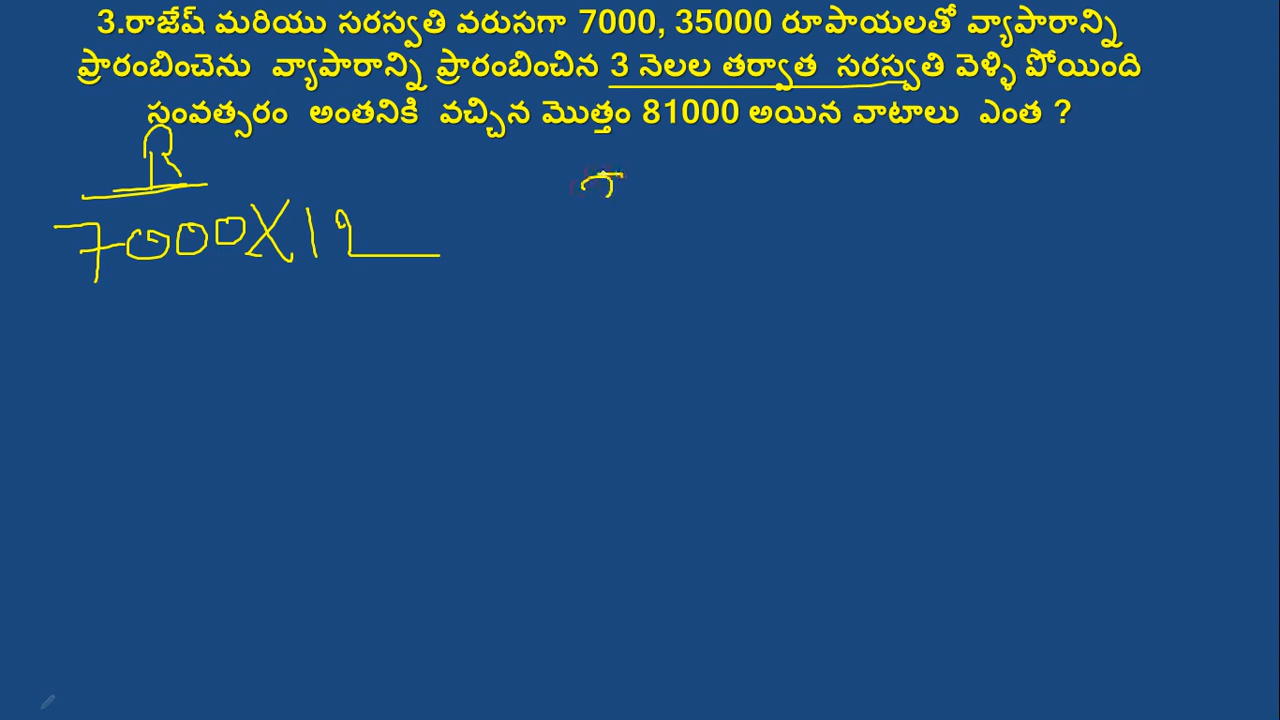 3.రాజేష్ మరియు సరస్వతి వరుసగా 7000, 35000 రూపాయలతో వ్యాపారాన్ని
ప్రారంబించెను వ్యాపారాన్ని ప్రారంబించిన 3 నెలల తర్వాత సరస్వతి వెళ్ళి పోయింది
సంవత్సరం అంతనికి వచ్చిన మొత్తం 81000 అయిన వాటాలు ఎంత ?
R
7000X12